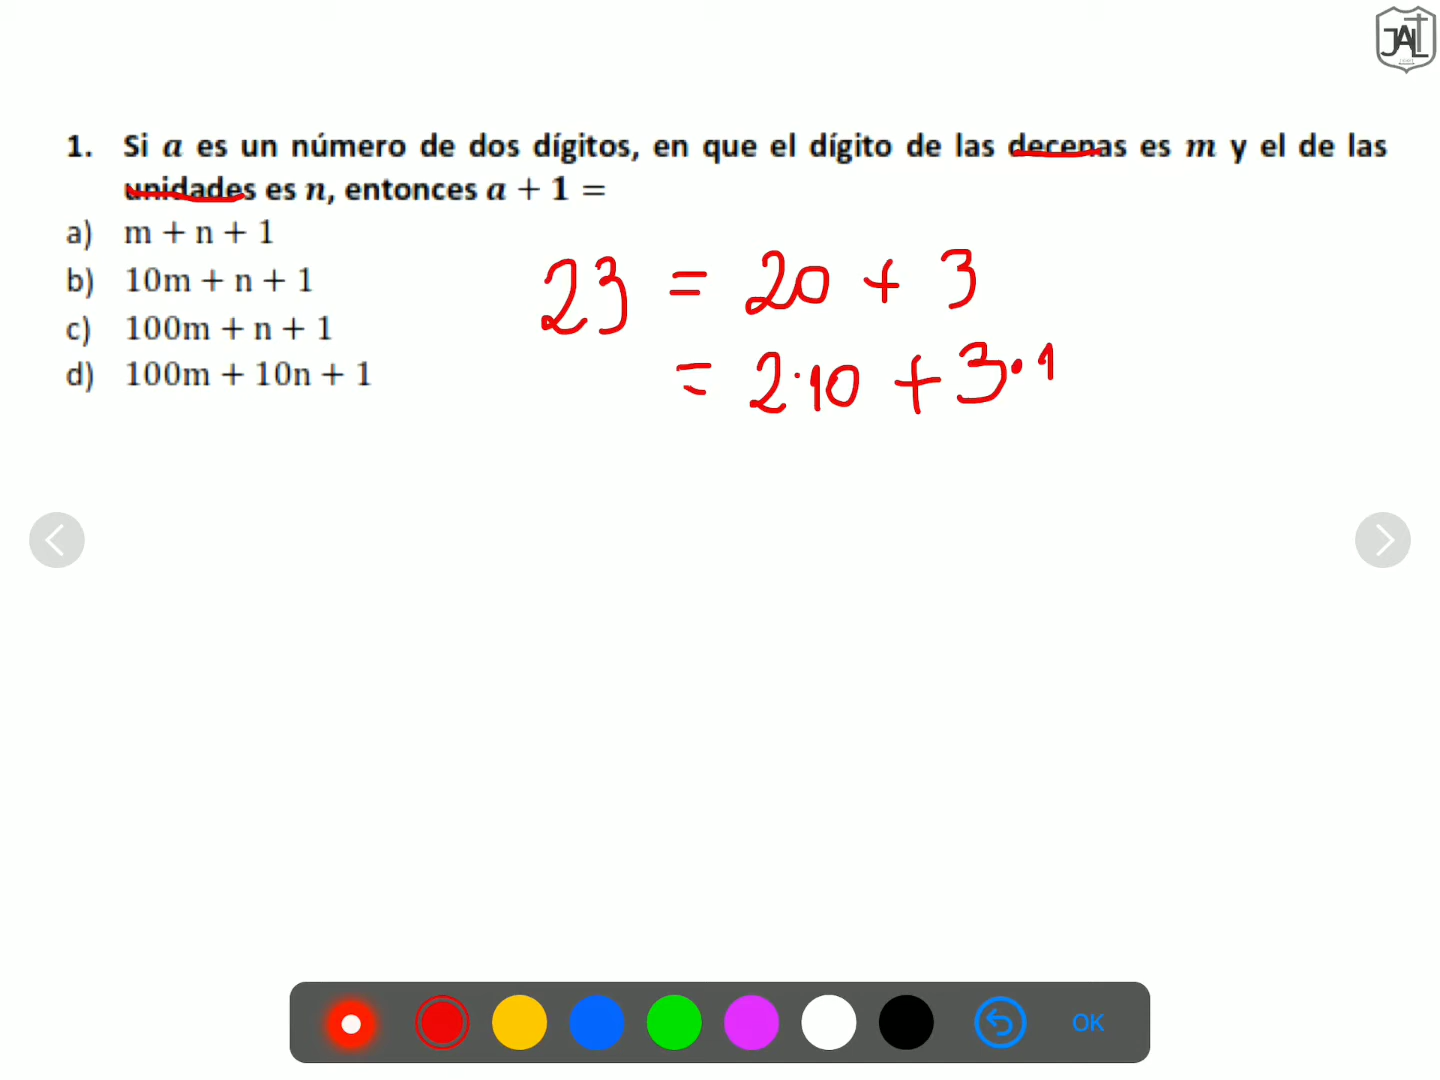 JALT
1. Si a es un número de dos dígitos, en que el dígito de las decenas es m y el de las
unidades es n, entonces a + 1 =
a) m + n + 1
b) 10m + n + 1
c) 100m + n + 1
d) 100m + 10n + 1
23 = 20 + 3
= 2·10 + 3·1
OK